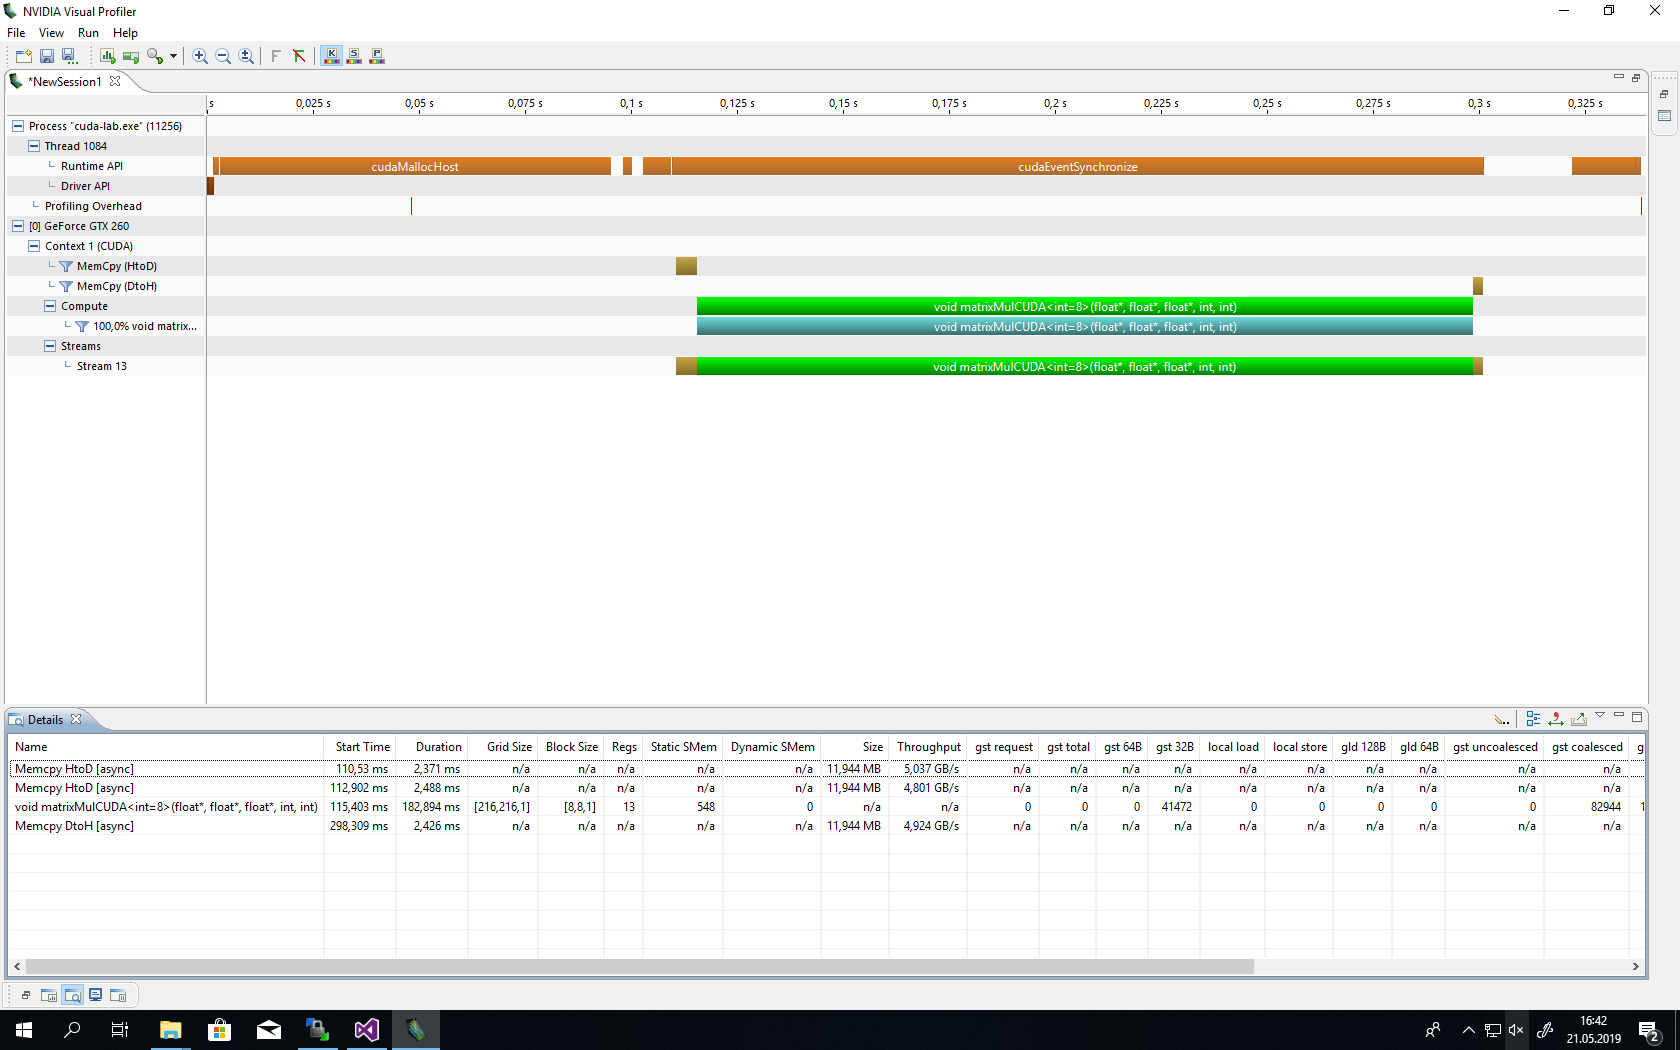 NVIDIA Visual Profiler
File View Run Help
*NewSession1
s 0,025 s 0,05 s 0,075 s 0,1 s 0,125 s 0,15 s 0,175 s 0,2 s 0,225 s 0,25 s 0,275 s 0,3 s 0,325 s
Process "cuda-lab.exe" (11256)
Thread 1084
Runtime API cudaMallocHost cudaEventSynchronize
Driver API
Profiling Overhead
[0] GeForce GTX 260
Context 1 (CUDA)
MemCpy (HtoD)
MemCpy (DtoH)
Compute void matrixMulCUDA<int=8>(float*, float*, float*, int, int)
100,0% void matrix... void matrixMulCUDA<int=8>(float*, float*, float*, int, int)
Streams
Stream 13 void matrixMulCUDA<int=8>(float*, float*, float*, int, int)
Details
Name Start Time Duration Grid Size Block Size Regs Static SMem Dynamic SMem Size Throughput gst request gst total gst 64B gst 32B local load local store gld 128B gld 64B gst uncoalesced gst coalesced g
Memcpy HtoD [async] 110,53 ms 2,371 ms n/a n/a n/a n/a n/a 11,944 MB 5,037 GB/s n/a n/a n/a n/a n/a n/a n/a n/a n/a n/a
Memcpy HtoD [async] 112,902 ms 2,488 ms n/a n/a n/a n/a n/a 11,944 MB 4,801 GB/s n/a n/a n/a n/a n/a n/a n/a n/a n/a n/a
void matrixMulCUDA<int=8>(float*, float*, float*, int, int) 115,403 ms 182,894 ms [216,216,1] [8,8,1] 13 548 0 n/a n/a 0 0 0 41472 0 0 0 0 0 82944 1
Memcpy DtoH [async] 298,309 ms 2,426 ms n/a n/a n/a n/a n/a 11,944 MB 4,924 GB/s n/a n/a n/a n/a n/a n/a n/a n/a n/a n/a
16:42
21.05.2019
2